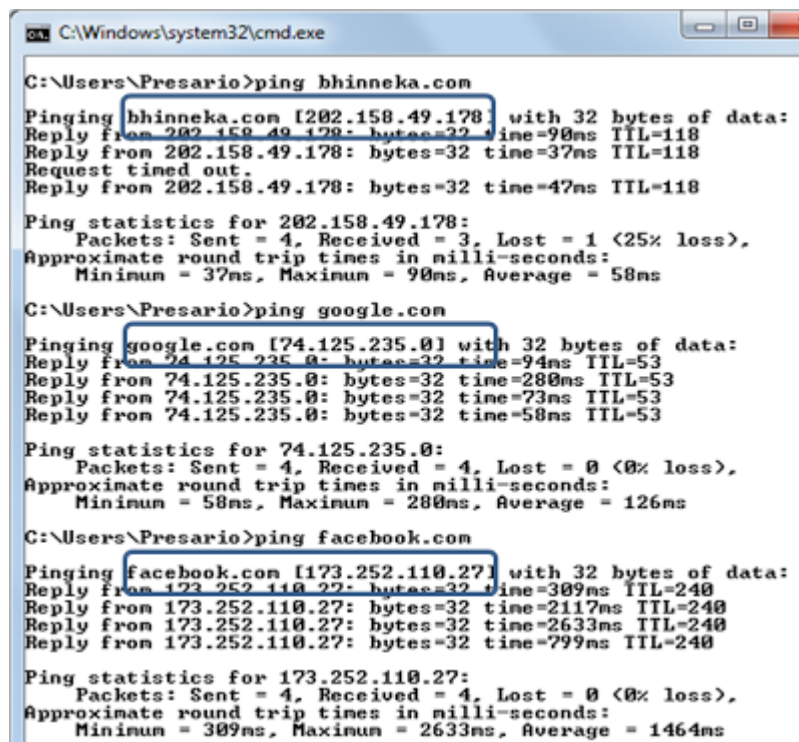 C:\Windows\system32\cmd.exe
C:\Users\Presario>ping bhinneka.com
Pinging bhinneka.com [202.158.49.178] with 32 bytes of data:
Reply from 202.158.49.178: bytes=32 time=90ms TTL=118
Reply from 202.158.49.178: bytes=32 time=37ms TTL=118
Request timed out.
Reply from 202.158.49.178: bytes=32 time=47ms TTL=118
Ping statistics for 202.158.49.178:
Packets: Sent = 4, Received = 3, Lost = 1 (25% loss),
Approximate round trip times in milli-seconds:
Minimum = 37ms, Maximum = 90ms, Average = 58ms
C:\Users\Presario>ping google.com
Pinging google.com [74.125.235.0] with 32 bytes of data:
Reply from 74.125.235.0: bytes=32 time=94ms TTL=53
Reply from 74.125.235.0: bytes=32 time=280ms TTL=53
Reply from 74.125.235.0: bytes=32 time=73ms TTL=53
Reply from 74.125.235.0: bytes=32 time=58ms TTL=53
Ping statistics for 74.125.235.0:
Packets: Sent = 4, Received = 4, Lost = 0 (0% loss),
Approximate round trip times in milli-seconds:
Minimum = 58ms, Maximum = 280ms, Average = 126ms
C:\Users\Presario>ping facebook.com
Pinging facebook.com [173.252.110.27] with 32 bytes of data:
Reply from 173.252.110.27: bytes=32 time=309ms TTL=240
Reply from 173.252.110.27: bytes=32 time=2117ms TTL=240
Reply from 173.252.110.27: bytes=32 time=2633ms TTL=240
Reply from 173.252.110.27: bytes=32 time=799ms TTL=240
Ping statistics for 173.252.110.27:
Packets: Sent = 4, Received = 4, Lost = 0 (0% loss),
Approximate round trip times in milli-seconds:
Minimum = 309ms, Maximum = 2633ms, Average = 1464ms